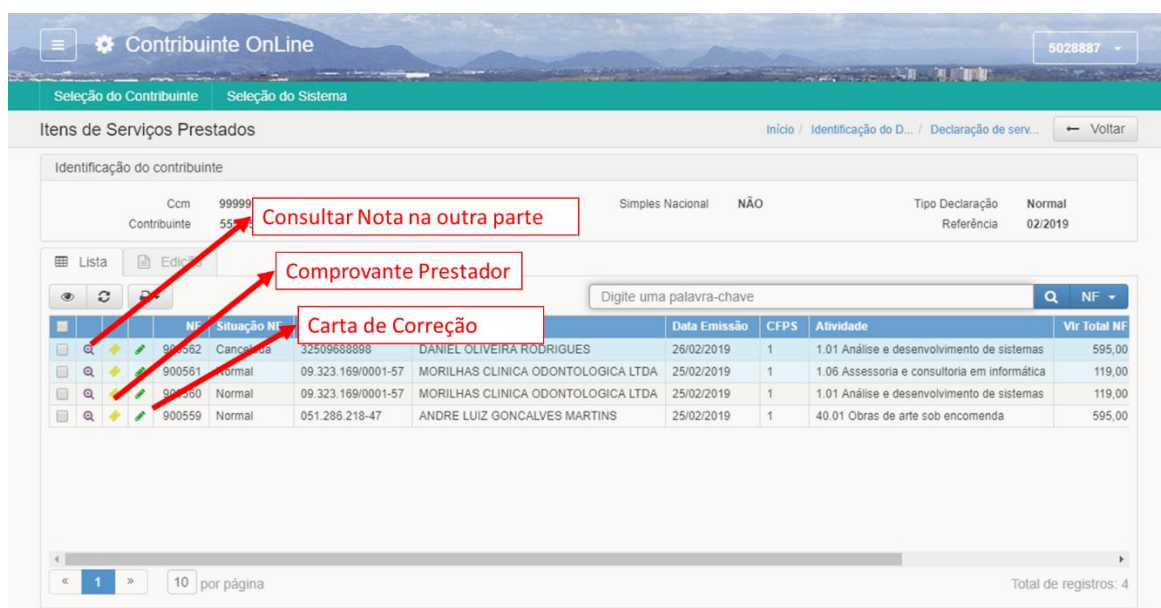 Contribuinte OnLine
5028887
Seleção do Contribuinte Seleção do Sistema
Itens de Serviços Prestados
Início / Identificação do D... / Declaração de serv...
← Voltar
Identificação do contribuinte
Ccm 99999 Simples Nacional NÃO Tipo Declaração Normal
Contribuinte Referência 02/2019
Consultar Nota na outra parte
Lista Edição
Comprovante Prestador
Digite uma palavra-chave NF
Carta de Correção
NF Situação NF Data Emissão CFPS Atividade Vlr Total NF
900562 Cancelada 32509688898 DANIEL OLIVEIRA RODRIGUES 26/02/2019 1 1.01 Análise e desenvolvimento de sistemas 595,00
900561 Normal 09.323.169/0001-57 MORILHAS CLINICA ODONTOLOGICA LTDA 25/02/2019 1 1.06 Assessoria e consultoria em informática 119,00
900560 Normal 09.323.169/0001-57 MORILHAS CLINICA ODONTOLOGICA LTDA 25/02/2019 1 1.01 Análise e desenvolvimento de sistemas 119,00
900559 Normal 051.286.218-47 ANDRE LUIZ GONCALVES MARTINS 25/02/2019 1 40.01 Obras de arte sob encomenda 595,00
« 1 » 10 por página Total de registros: 4